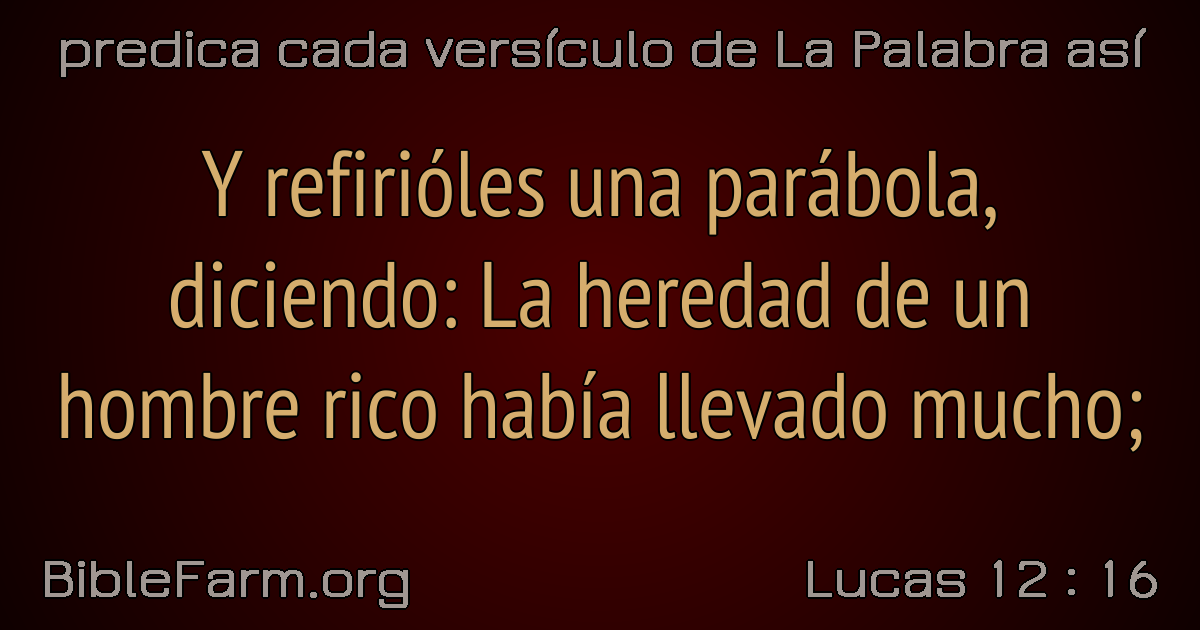 predica cada versículo de La Palabra así
Y refirióles una parábola,
diciendo: La heredad de un
hombre rico había llevado mucho;
BibleFarm.org
Lucas 12 : 16